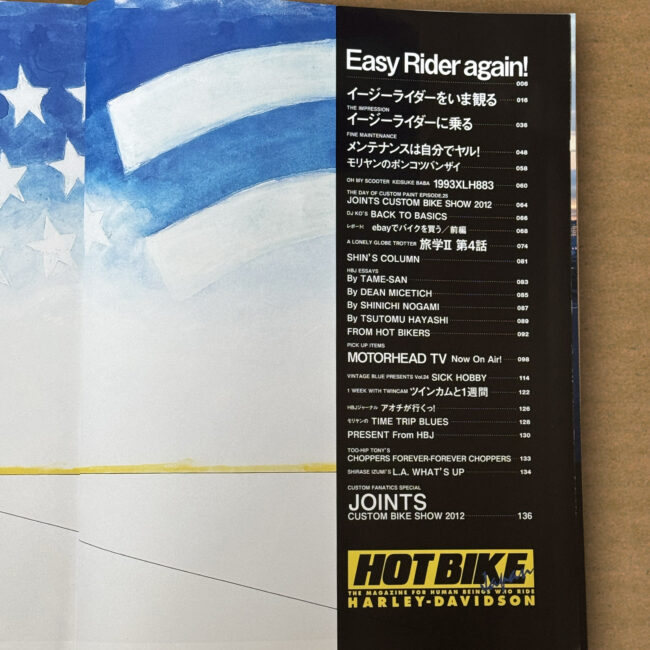 Easy Rider again!
006
イージーライダーをいま観る 016
THE IMPRESSION
イージーライダーに乗る 036
FINE MAINTENANCE
メンテナンスは自分でヤル! 048
モリヤンのポンコツバンザイ 058
OH MY SCOOTER KEISUKE BABA 1993XLH883 060
THE DAY OF CUSTOM PAINT EPISODE.25
JOINTS CUSTOM BIKE SHOW 2012 064
DJ KO'S BACK TO BASICS 066
レポート ebayでバイクを買う／前編 068
A LONELY GLOBE TROTTER 旅学II 第4話 074
SHIN'S COLUMN 081
HBJ ESSAYS
By TAME-SAN 083
By DEAN MICETICH 085
By SHINICHI NOGAMI 087
By TSUTOMU HAYASHI 089
FROM HOT BIKERS 092
PICK UP ITEMS
MOTORHEAD TV Now On Air! 098
VINTAGE BLUE PRESENTS Vol.24 SICK HOBBY 114
1 WEEK WITH TWINCAM ツインカムと1週間 122
HBJジャーナル アオチが行くっ! 126
モリヤンの TIME TRIP BLUES 128
PRESENT From HBJ 130
TOO-HIP TONY'S
CHOPPERS FOREVER-FOREVER CHOPPERS 133
SHIRASE IZUMI'S L.A. WHAT'S UP 134
CUSTOM FANATICS SPECIAL
JOINTS
CUSTOM BIKE SHOW 2012 136
HOT BIKE
Japan
THE MAGAZINE FOR HUMAN BEINGS WHO RIDE
HARLEY-DAVIDSON